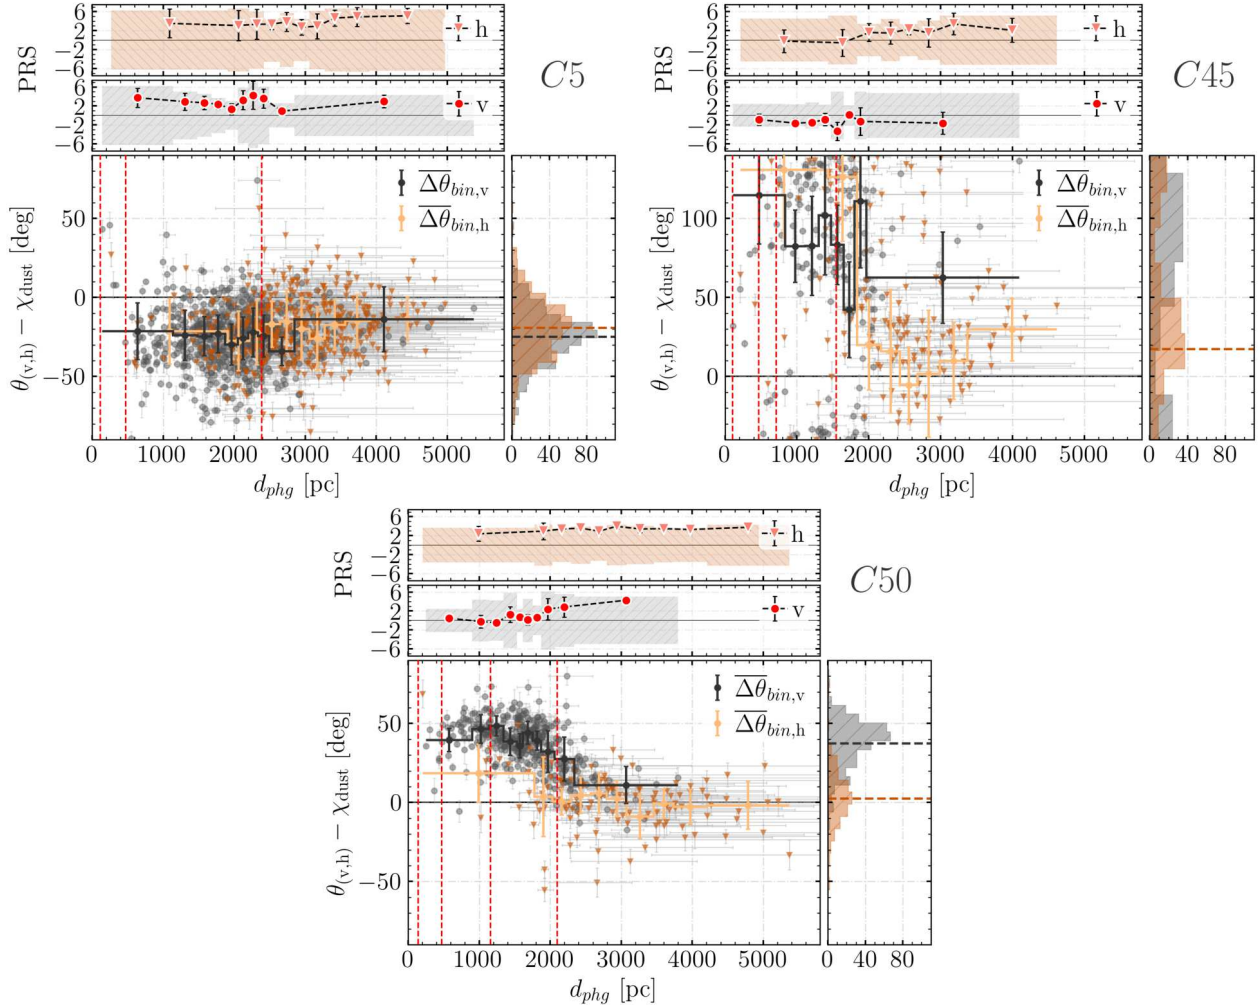 PRS
6
2
−2
−6
h
6
2
−2
−6
v
C5
θ(v,h) − χdust [deg]
50
0
−50
Δθbin,v
Δθbin,h
0 1000 2000 3000 4000 5000
0 40 80
dphg [pc]
PRS
6
2
−2
−6
h
6
2
−2
−6
v
C45
θ(v,h) − χdust [deg]
100
50
0
Δθbin,v
Δθbin,h
0 1000 2000 3000 4000 5000
0 40 80
dphg [pc]
PRS
6
2
−2
−6
h
6
2
−2
−6
v
C50
θ(v,h) − χdust [deg]
50
0
−50
Δθbin,v
Δθbin,h
0 1000 2000 3000 4000 5000
0 40 80
dphg [pc]